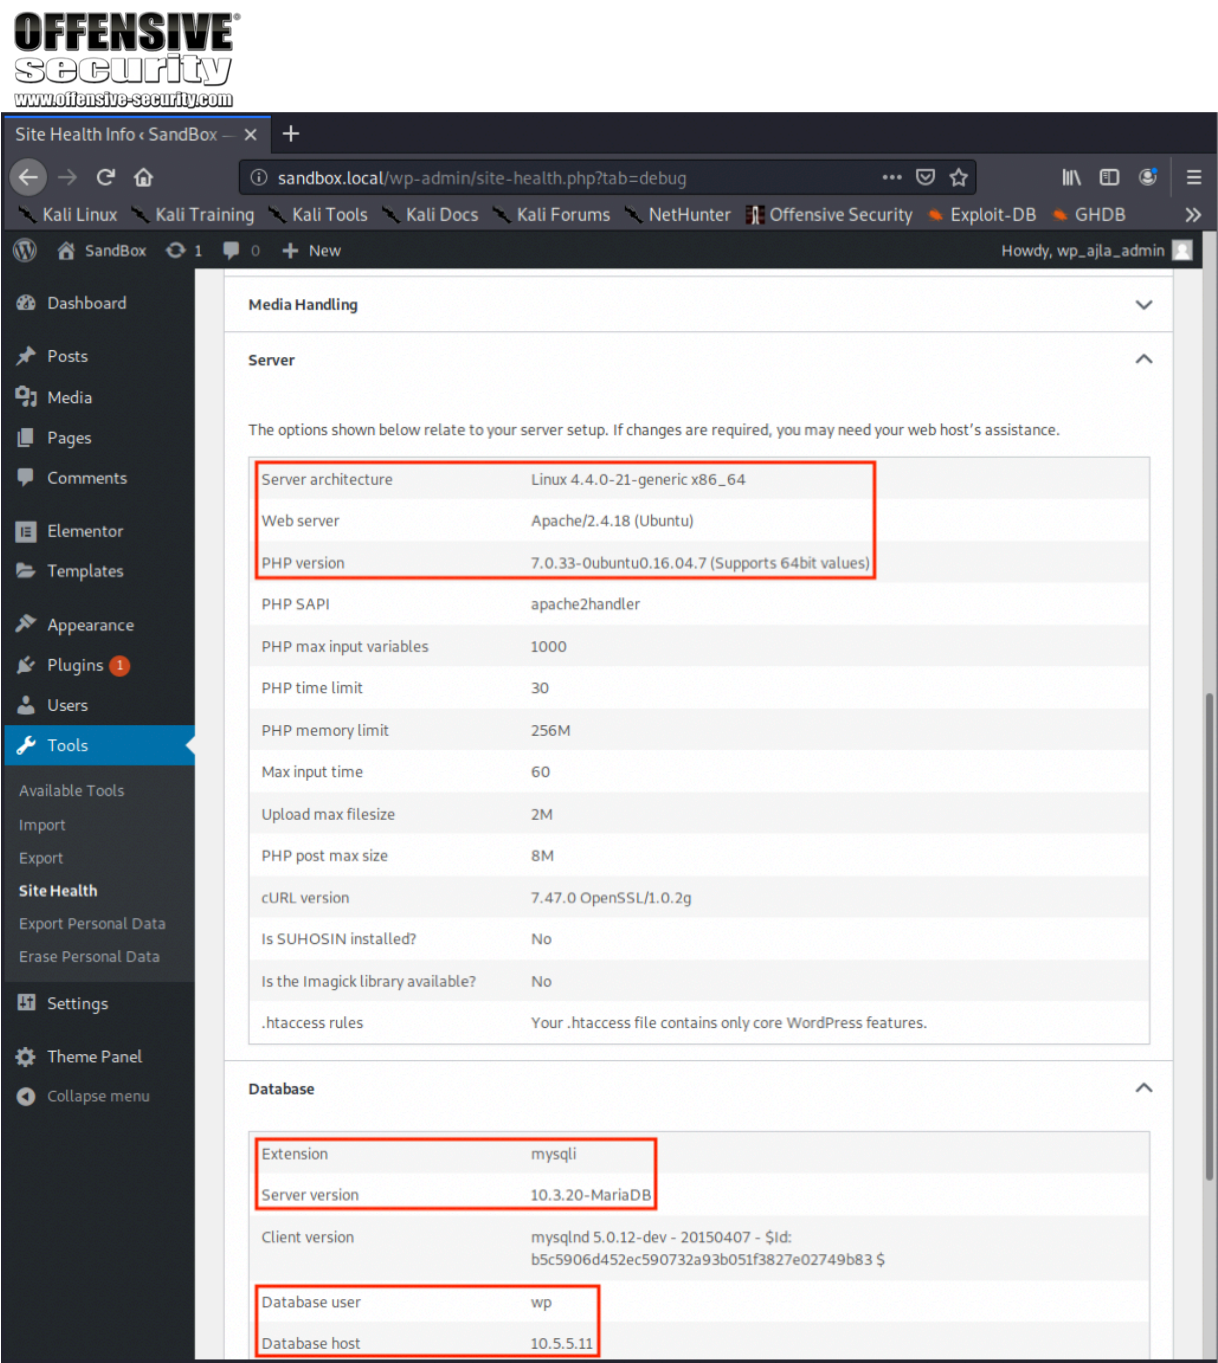 OFFENSIVE
security
www.offensive-security.com
Site Health Info ‹ SandBox —
sandbox.local/wp-admin/site-health.php?tab=debug
Kali Linux Kali Training Kali Tools Kali Docs Kali Forums NetHunter Offensive Security Exploit-DB GHDB
SandBox 1 0 New Howdy, wp_ajla_admin
Dashboard
Posts
Media
Pages
Comments
Elementor
Templates
Appearance
Plugins 1
Users
Tools
Available Tools
Import
Export
Site Health
Export Personal Data
Erase Personal Data
Settings
Theme Panel
Collapse menu
Media Handling
Server
The options shown below relate to your server setup. If changes are required, you may need your web host's assistance.
Server architecture Linux 4.4.0-21-generic x86_64
Web server Apache/2.4.18 (Ubuntu)
PHP version 7.0.33-0ubuntu0.16.04.7 (Supports 64bit values)
PHP SAPI apache2handler
PHP max input variables 1000
PHP time limit 30
PHP memory limit 256M
Max input time 60
Upload max filesize 2M
PHP post max size 8M
cURL version 7.47.0 OpenSSL/1.0.2g
Is SUHOSIN installed? No
Is the Imagick library available? No
.htaccess rules Your .htaccess file contains only core WordPress features.
Database
Extension mysqli
Server version 10.3.20-MariaDB
Client version mysqlnd 5.0.12-dev - 20150407 - $Id:
b5c5906d452ec590732a93b051f3827e02749b83 $
Database user wp
Database host 10.5.5.11